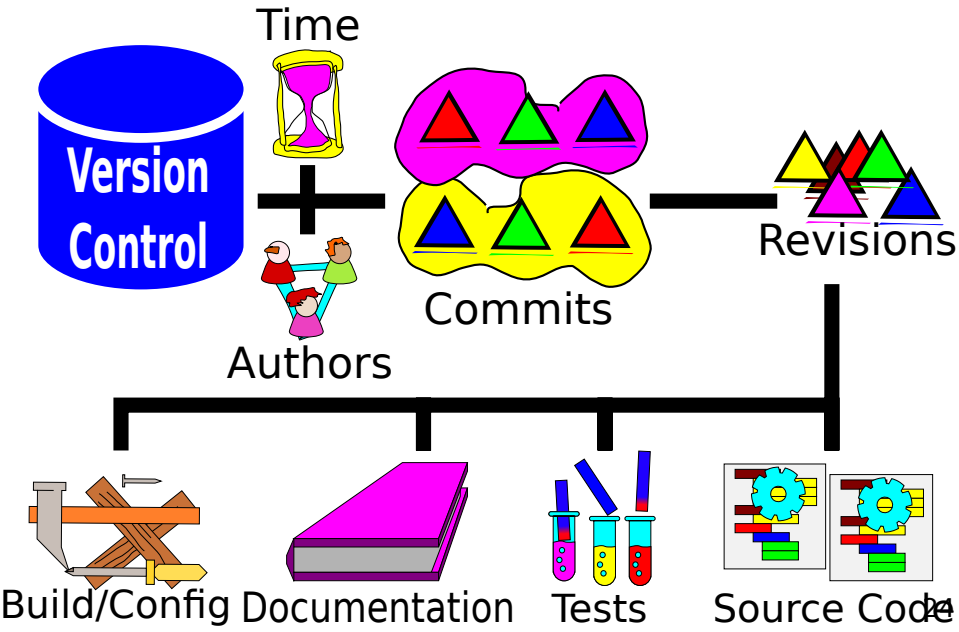 Time
Version
Control
Authors
Commits
Revisions
Build/Config
Documentation
Tests
Source Code
24